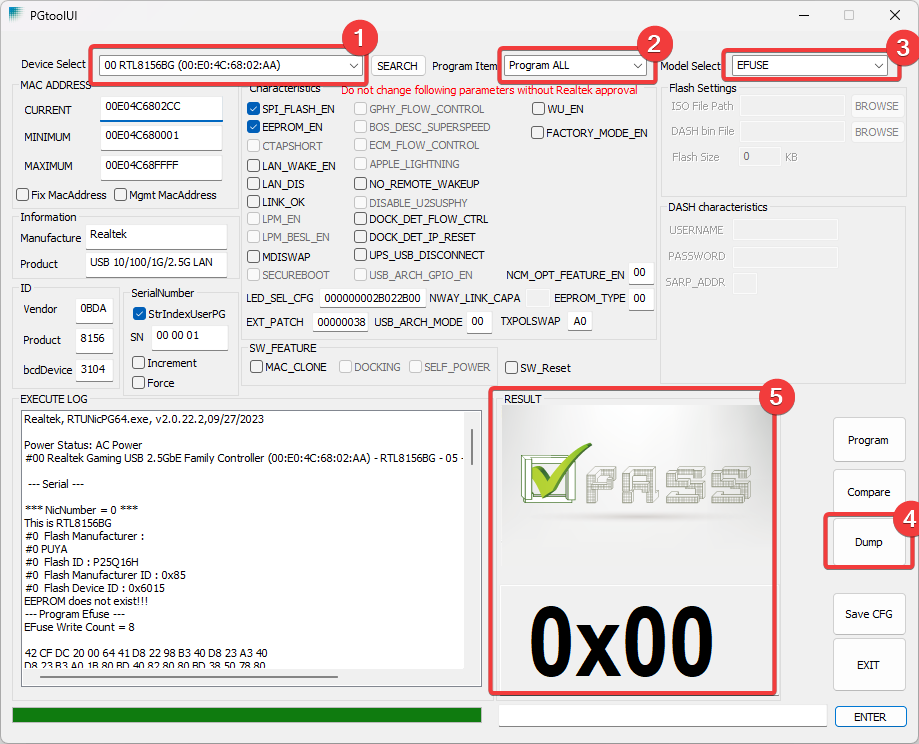 PGtoolUI
1
2
3
Device Select
00 RTL8156BG (00:E0:4C:68:02:AA)
SEARCH
Program Item
Program ALL
Model Select
EFUSE
MAC ADDRESS
CURRENT
00E04C6802CC
MINIMUM
00E04C680001
MAXIMUM
00E04C68FFFF
Fix MacAddress
Mgmt MacAddress
Information
Manufacture
Realtek
Product
USB 10/100/1G/2.5G LAN
ID
Vendor
0BDA
Product
8156
bcdDevice
3104
SerialNumber
StrIndexUserPG
SN
00 00 01
Increment
Force
Characteristics
Do not change following parameters without Realtek approval
SPI_FLASH_EN
GPHY_FLOW_CONTROL
WU_EN
EEPROM_EN
BOS_DESC_SUPERSPEED
FACTORY_MODE_EN
CTAPSHORT
ECM_FLOW_CONTROL
LAN_WAKE_EN
APPLE_LIGHTNING
LAN_DIS
NO_REMOTE_WAKEUP
LINK_OK
DISABLE_U2SUSPHY
LPM_EN
DOCK_DET_FLOW_CTRL
LPM_BESL_EN
DOCK_DET_IP_RESET
MDISWAP
UPS_USB_DISCONNECT
SECUREBOOT
USB_ARCH_GPIO_EN
NCM_OPT_FEATURE_EN
00
LED_SEL_CFG
000000002B022B00
NWAY_LINK_CAPA
EEPROM_TYPE
00
EXT_PATCH
00000038
USB_ARCH_MODE
00
TXPOLSWAP
A0
SW_FEATURE
MAC_CLONE
DOCKING
SELF_POWER
SW_Reset
Flash Settings
ISO File Path
BROWSE
DASH bin File
BROWSE
Flash Size
0
KB
DASH characteristics
USERNAME
PASSWORD
SARP_ADDR
EXECUTE LOG
Realtek, RTUNicPG64.exe, v2.0.22.2,09/27/2023
Power Status: AC Power
#00 Realtek Gaming USB 2.5GbE Family Controller (00:E0:4C:68:02:AA) - RTL8156BG - 05 -
--- Serial ---
*** NicNumber = 0 ***
This is RTL8156BG
#0 Flash Manufacturer :
#0 PUYA
#0 Flash ID : P25Q16H
#0 Flash Manufacturer ID : 0x85
#0 Flash Device ID : 0x6015
EEPROM does not exist!!!
--- Program Efuse ---
EFuse Write Count = 8
42 CF DC 20 00 64 41 D8 22 98 B3 40 D8 23 A3 40
D8 23 B3 A0 1B 80 BD 40 82 80 80 BD 38 50 78 80
RESULT
5
PASS
0x00
Program
Compare
4
Dump
Save CFG
EXIT
ENTER